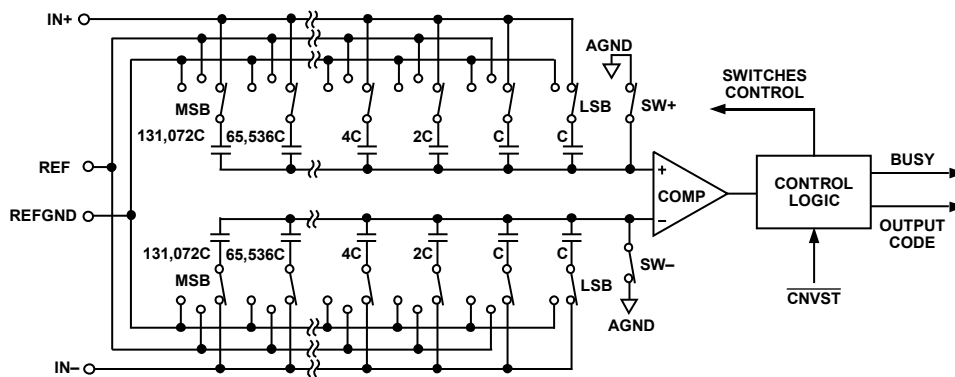 IN+
AGND
SWITCHES
CONTROL
MSB
LSB
SW+
131,072C 65,536C 4C 2C C C
BUSY
REF
+
COMP
CONTROL
LOGIC
REFGND
–
OUTPUT
CODE
131,072C 65,536C 4C 2C C C
MSB
LSB
SW–
CNVST
AGND
IN–